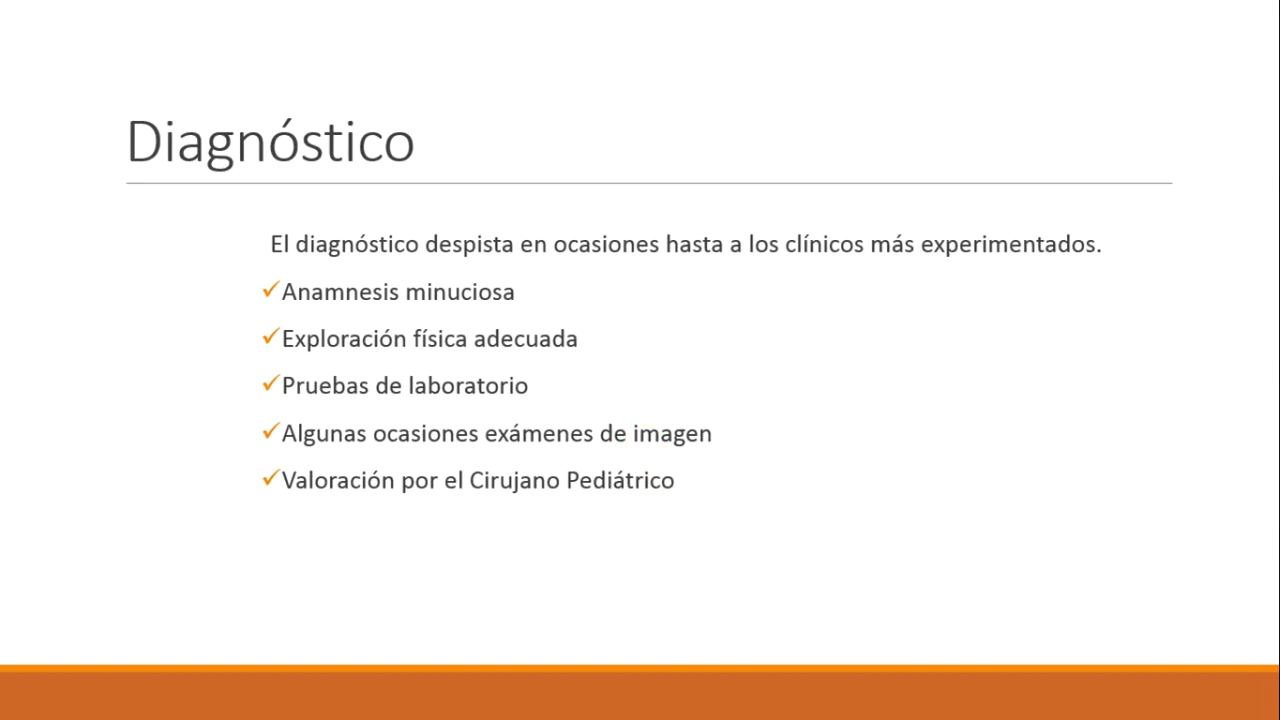 Diagnóstico
El diagnóstico despista en ocasiones hasta a los clínicos más experimentados.
✓Anamnesis minuciosa
✓Exploración física adecuada
✓Pruebas de laboratorio
✓Algunas ocasiones exámenes de imagen
✓Valoración por el Cirujano Pediátrico